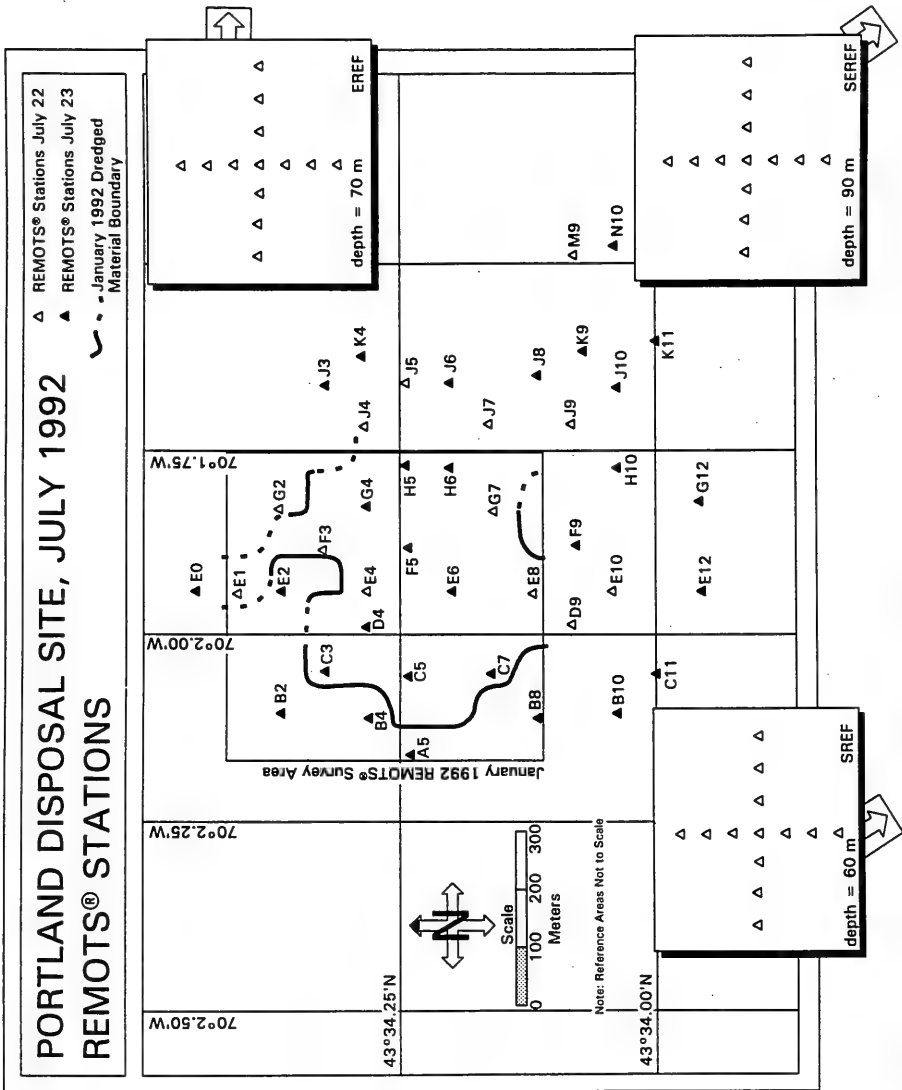 PORTLAND DISPOSAL SITE, JULY 1992
REMOTS® STATIONS
REMOTS® Stations July 22
REMOTS® Stations July 23
January 1992 Dredged
Material Boundary
70°2.50'W
70°2.25'W
70°2.00'W
70°1.75'W
43°34.25'N
43°34.00'N
N
Scale
0 100 200 300
Meters
Note: Reference Areas Not to Scale
January 1992 REMOTS® Survey Area
E0
E1
B2
E2
G2
C3
F3
J3
B4
D4
E4
G4
J4
K4
A5
C5
F5
H5
J5
E6
H6
J6
C7
G7
J7
B8
E8
J8
D9
F9
J9
K9
M9
B10
E10
H10
J10
N10
C11
K11
E12
G12
depth = 70 m
EREF
depth = 60 m
SREF
depth = 90 m
SEREF